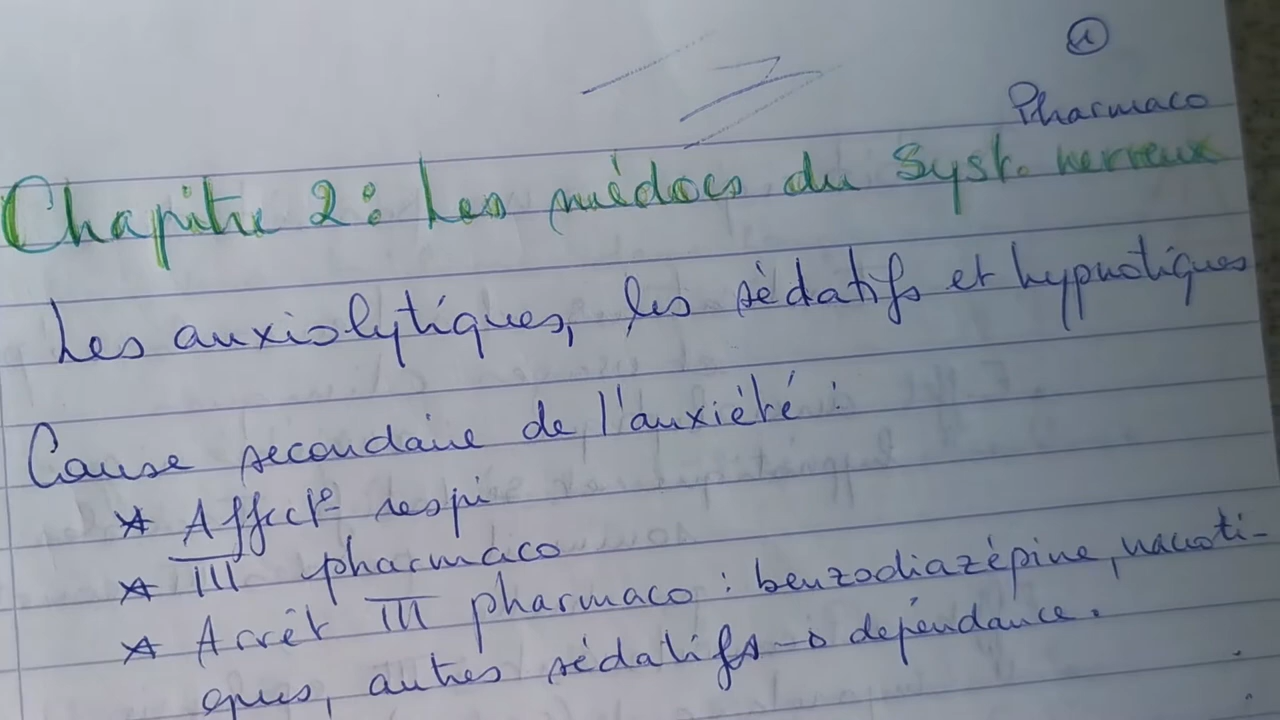 ①
Pharmaco
Chapitre 2 : Les médocs du Syst. nerveux
Les anxiolytiques, les sédatifs et hypnotiques
Cause secondaire de l'anxiété :
* Affect° respi
* TTT pharmaco
* Arrêt TTT pharmaco : benzodiazépine, narcoti-
ques, autres sédatifs → dépendance.